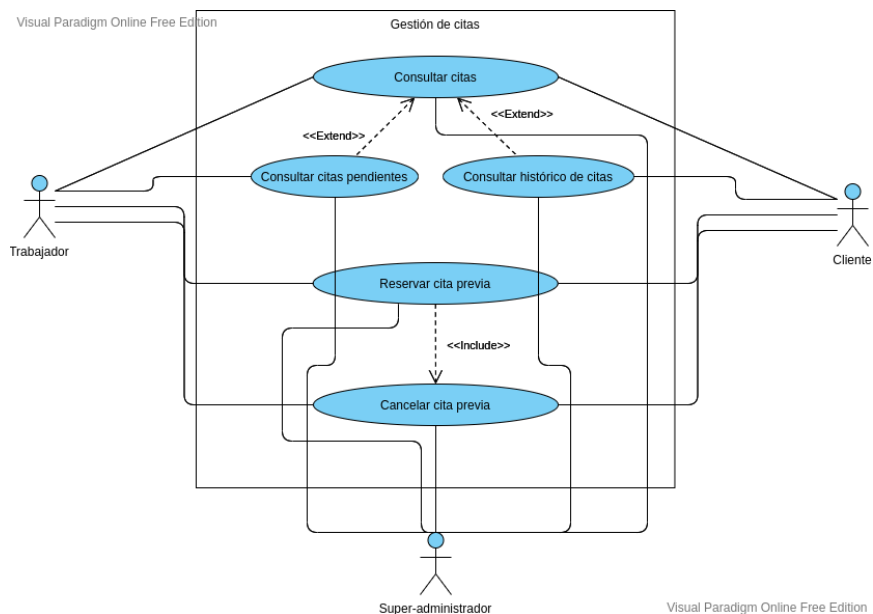 Visual Paradigm Online Free Edition
Gestión de citas
Consultar citas
<<Extend>>
<<Extend>>
Consultar citas pendientes
Consultar histórico de citas
Trabajador
Cliente
Reservar cita previa
<<Include>>
Cancelar cita previa
Super-administrador
Visual Paradigm Online Free Edition